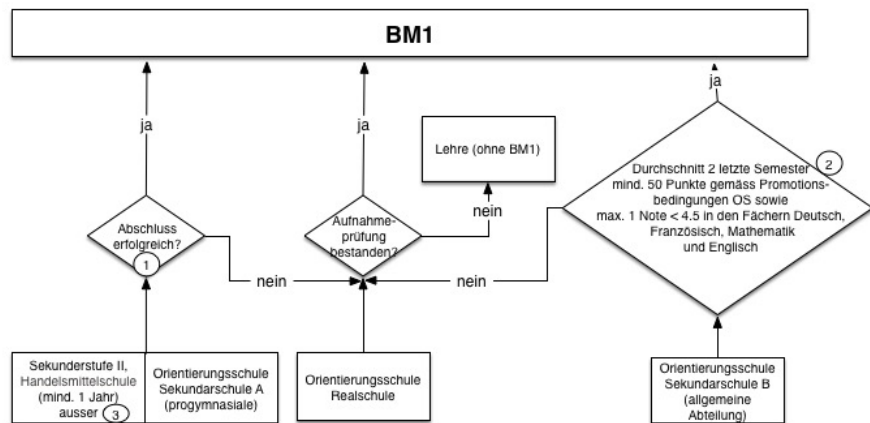 BM1
ja
ja
ja
Lehre (ohne BM1)
nein
Durchschnitt 2 letzte Semester
2
mind. 50 Punkte gemäss Promotions-
bedingungen OS sowie
max. 1 Note < 4.5 in den Fächern Deutsch,
Französisch, Mathematik
und Englisch
Abschluss
erfolgreich?
1
Aufnahme-
prüfung
bestanden?
nein
nein
Sekunderstufe II,
Handelsmittelschule
(mind. 1 Jahr)
ausser 3
Orientierungsschule
Sekundarschule A
(progymnasiale)
Orientierungsschule
Realschule
Orientierungsschule
Sekundarschule B
(allgemeine
Abteilung)